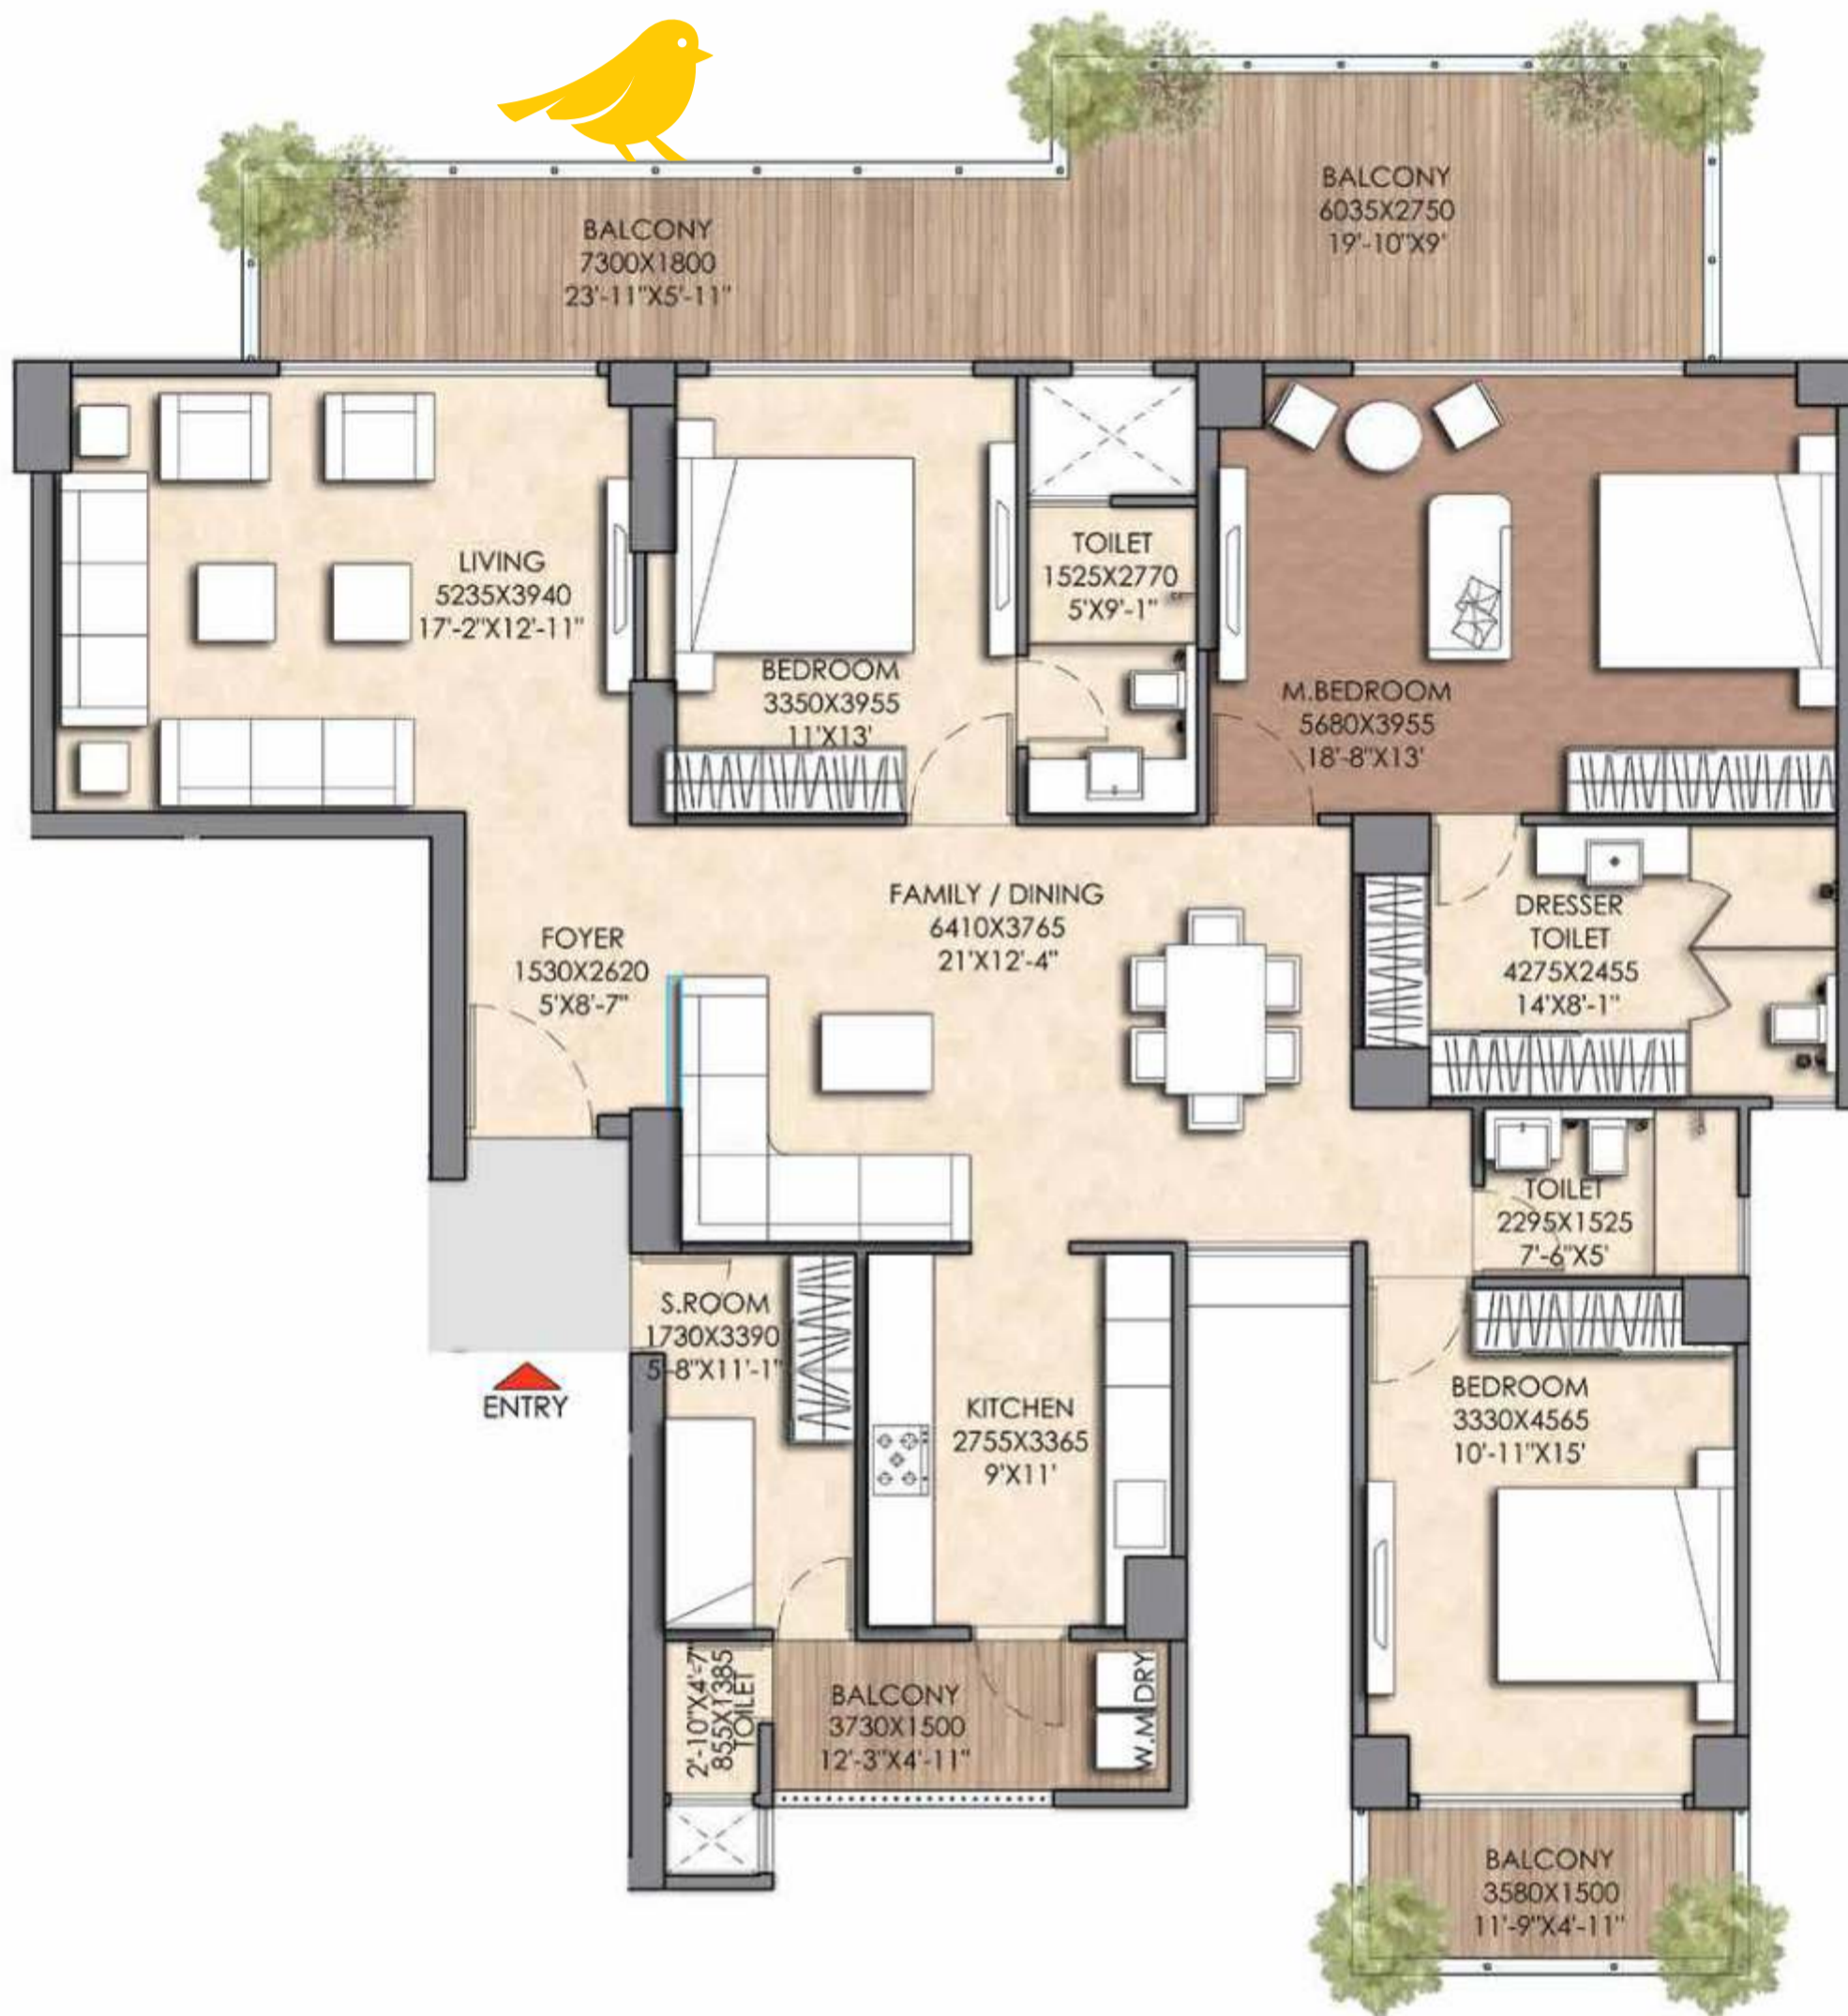 BALCONY
7300X1800
23'-11"X5'-11"
BALCONY
6035X2750
19'-10"X9'
LIVING
5235X3940
17'-2"X12'-11"
BEDROOM
3350X3955
11'X13'
TOILET
1525X2770
5'X9'-1"
M.BEDROOM
5680X3955
18'-8"X13'
FOYER
1530X2620
5'X8'-7"
FAMILY / DINING
6410X3765
21'X12'-4"
DRESSER
TOILET
4275X2455
14'X8'-1"
TOILET
2295X1525
7'-6"X5'
ENTRY
S.ROOM
1730X3390
5'-8"X11'-1"
KITCHEN
2755X3365
9'X11'
BEDROOM
3330X4565
10'-11"X15'
TOILET
855X1385
2'-10"X4'-7"
BALCONY
3730X1500
12'-3"X4'-11"
W.M.DRY
BALCONY
3580X1500
11'-9"X4'-11"